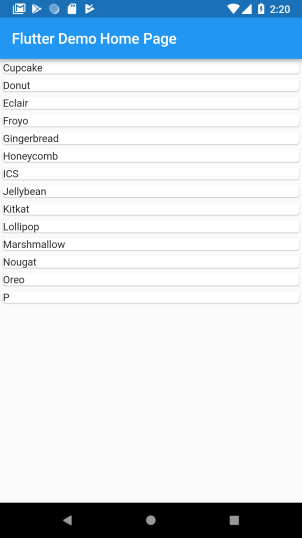 2:20
Flutter Demo Home Page
Cupcake
Donut
Eclair
Froyo
Gingerbread
Honeycomb
ICS
Jellybean
Kitkat
Lollipop
Marshmallow
Nougat
Oreo
P